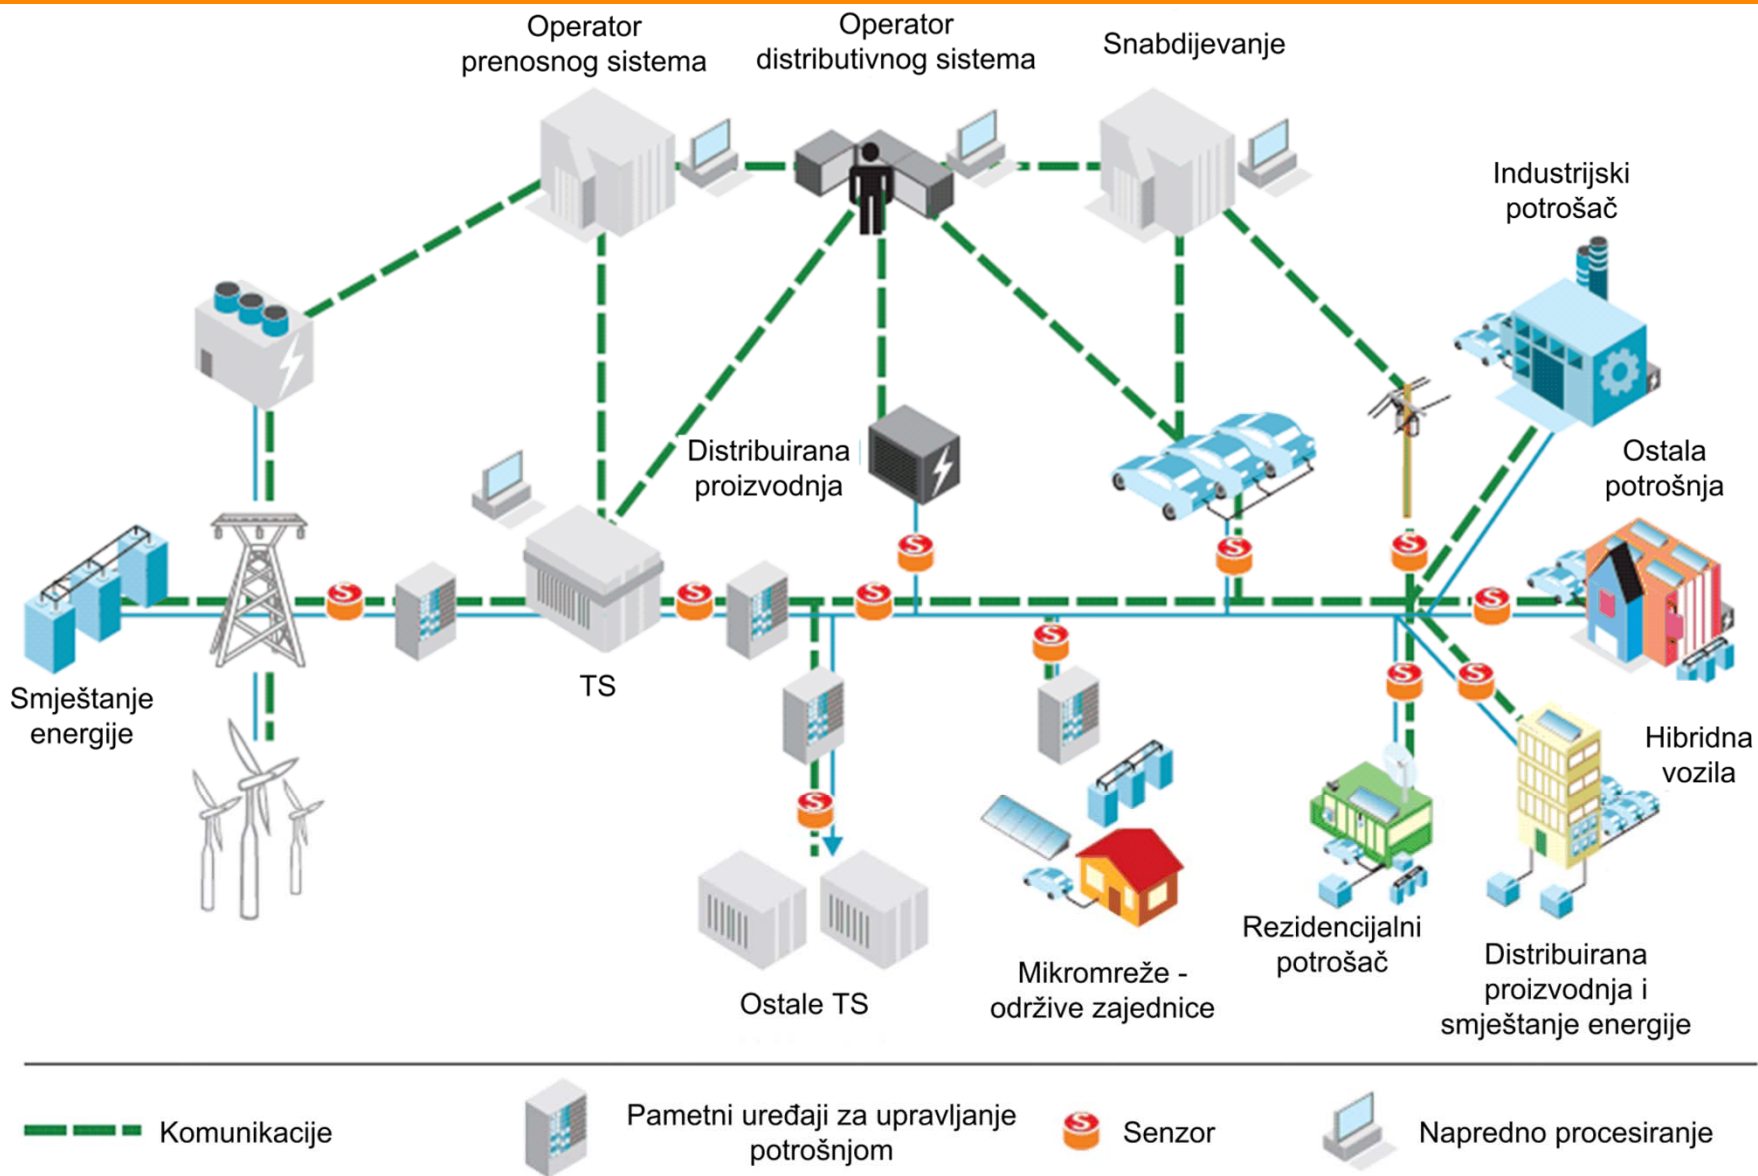 Operator
prenosnog sistema
Operator
distributivnog sistema
Snabdijevanje
Industrijski
potrošač
Distribuirana
proizvodnja
Ostala
potrošnja
S
S
S
S
S
S
S
S
S
S
S
Smještanje
energije
TS
Hibridna
vozila
Ostale TS
Mikromreže -
održive zajednice
Rezidencijalni
potrošač
Distribuirana
proizvodnja i
smještanje energije
Komunikacije
Pametni uređaji za upravljanje
potrošnjom
S
Senzor
Napredno procesiranje